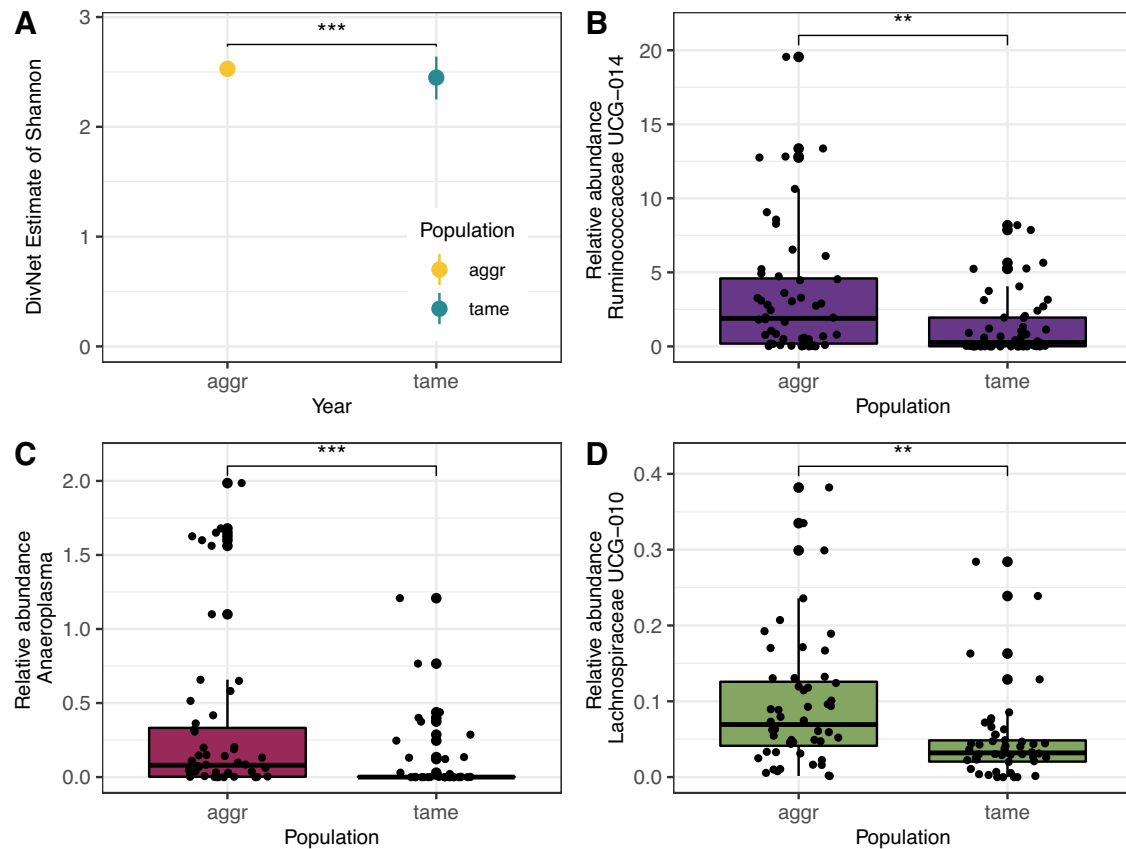 A
DivNet Estimate of Shannon
3
2
1
0
***
Population
aggr
tame
aggr
tame
Year
B
Relative abundance
Ruminococcaceae UCG−014
20
15
10
5
0
**
aggr
tame
Population
C
Relative abundance
Anaeroplasma
2.0
1.5
1.0
0.5
0.0
***
aggr
tame
Population
D
Relative abundance
Lachnospiraceae UCG−010
0.4
0.3
0.2
0.1
0.0
**
aggr
tame
Population